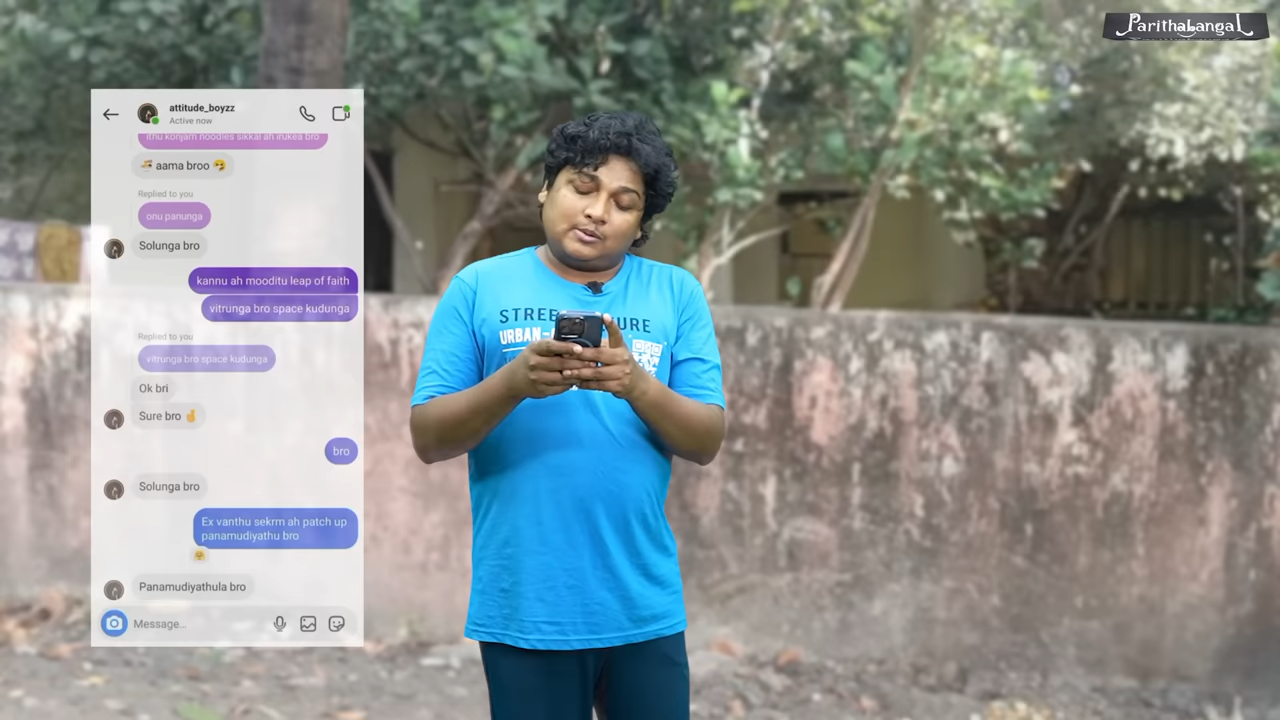 Parithabangal
attitude_boyzz
Active now
ithu konjam noodles sikkal ah irukea bro
aama broo
Replied to you
onu panunga
Solunga bro
kannu ah mooditu leap of faith
vitrunga bro space kudunga
Replied to you
vitrunga bro space kudunga
Ok bri
Sure bro
bro
Solunga bro
Ex vanthu sekrm ah patch up
panamudiyathu bro
Panamudiyathula bro
Message...
URBAN